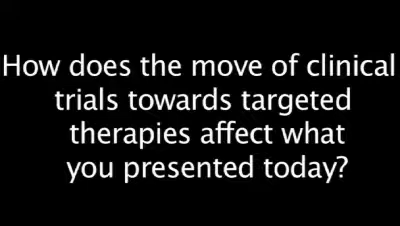 How does the move of clinical
trials towards targeted
therapies affect what
you presented today?